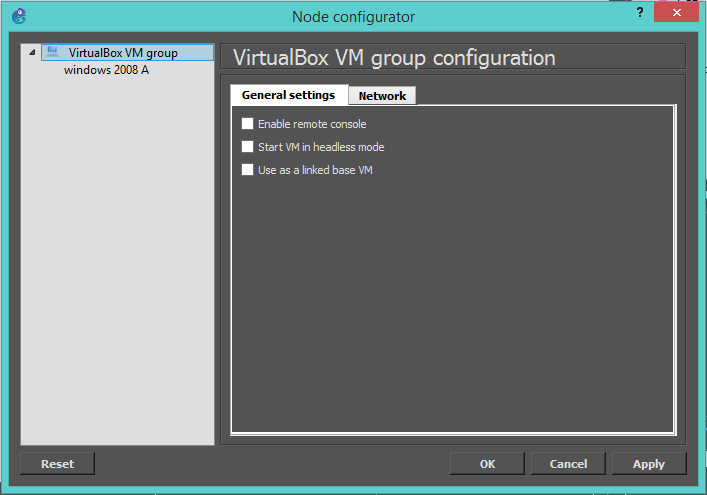 Node configurator
?
VirtualBox VM group
windows 2008 A
VirtualBox VM group configuration
General settings
Network
Enable remote console
Start VM in headless mode
Use as a linked base VM
Reset
OK
Cancel
Apply